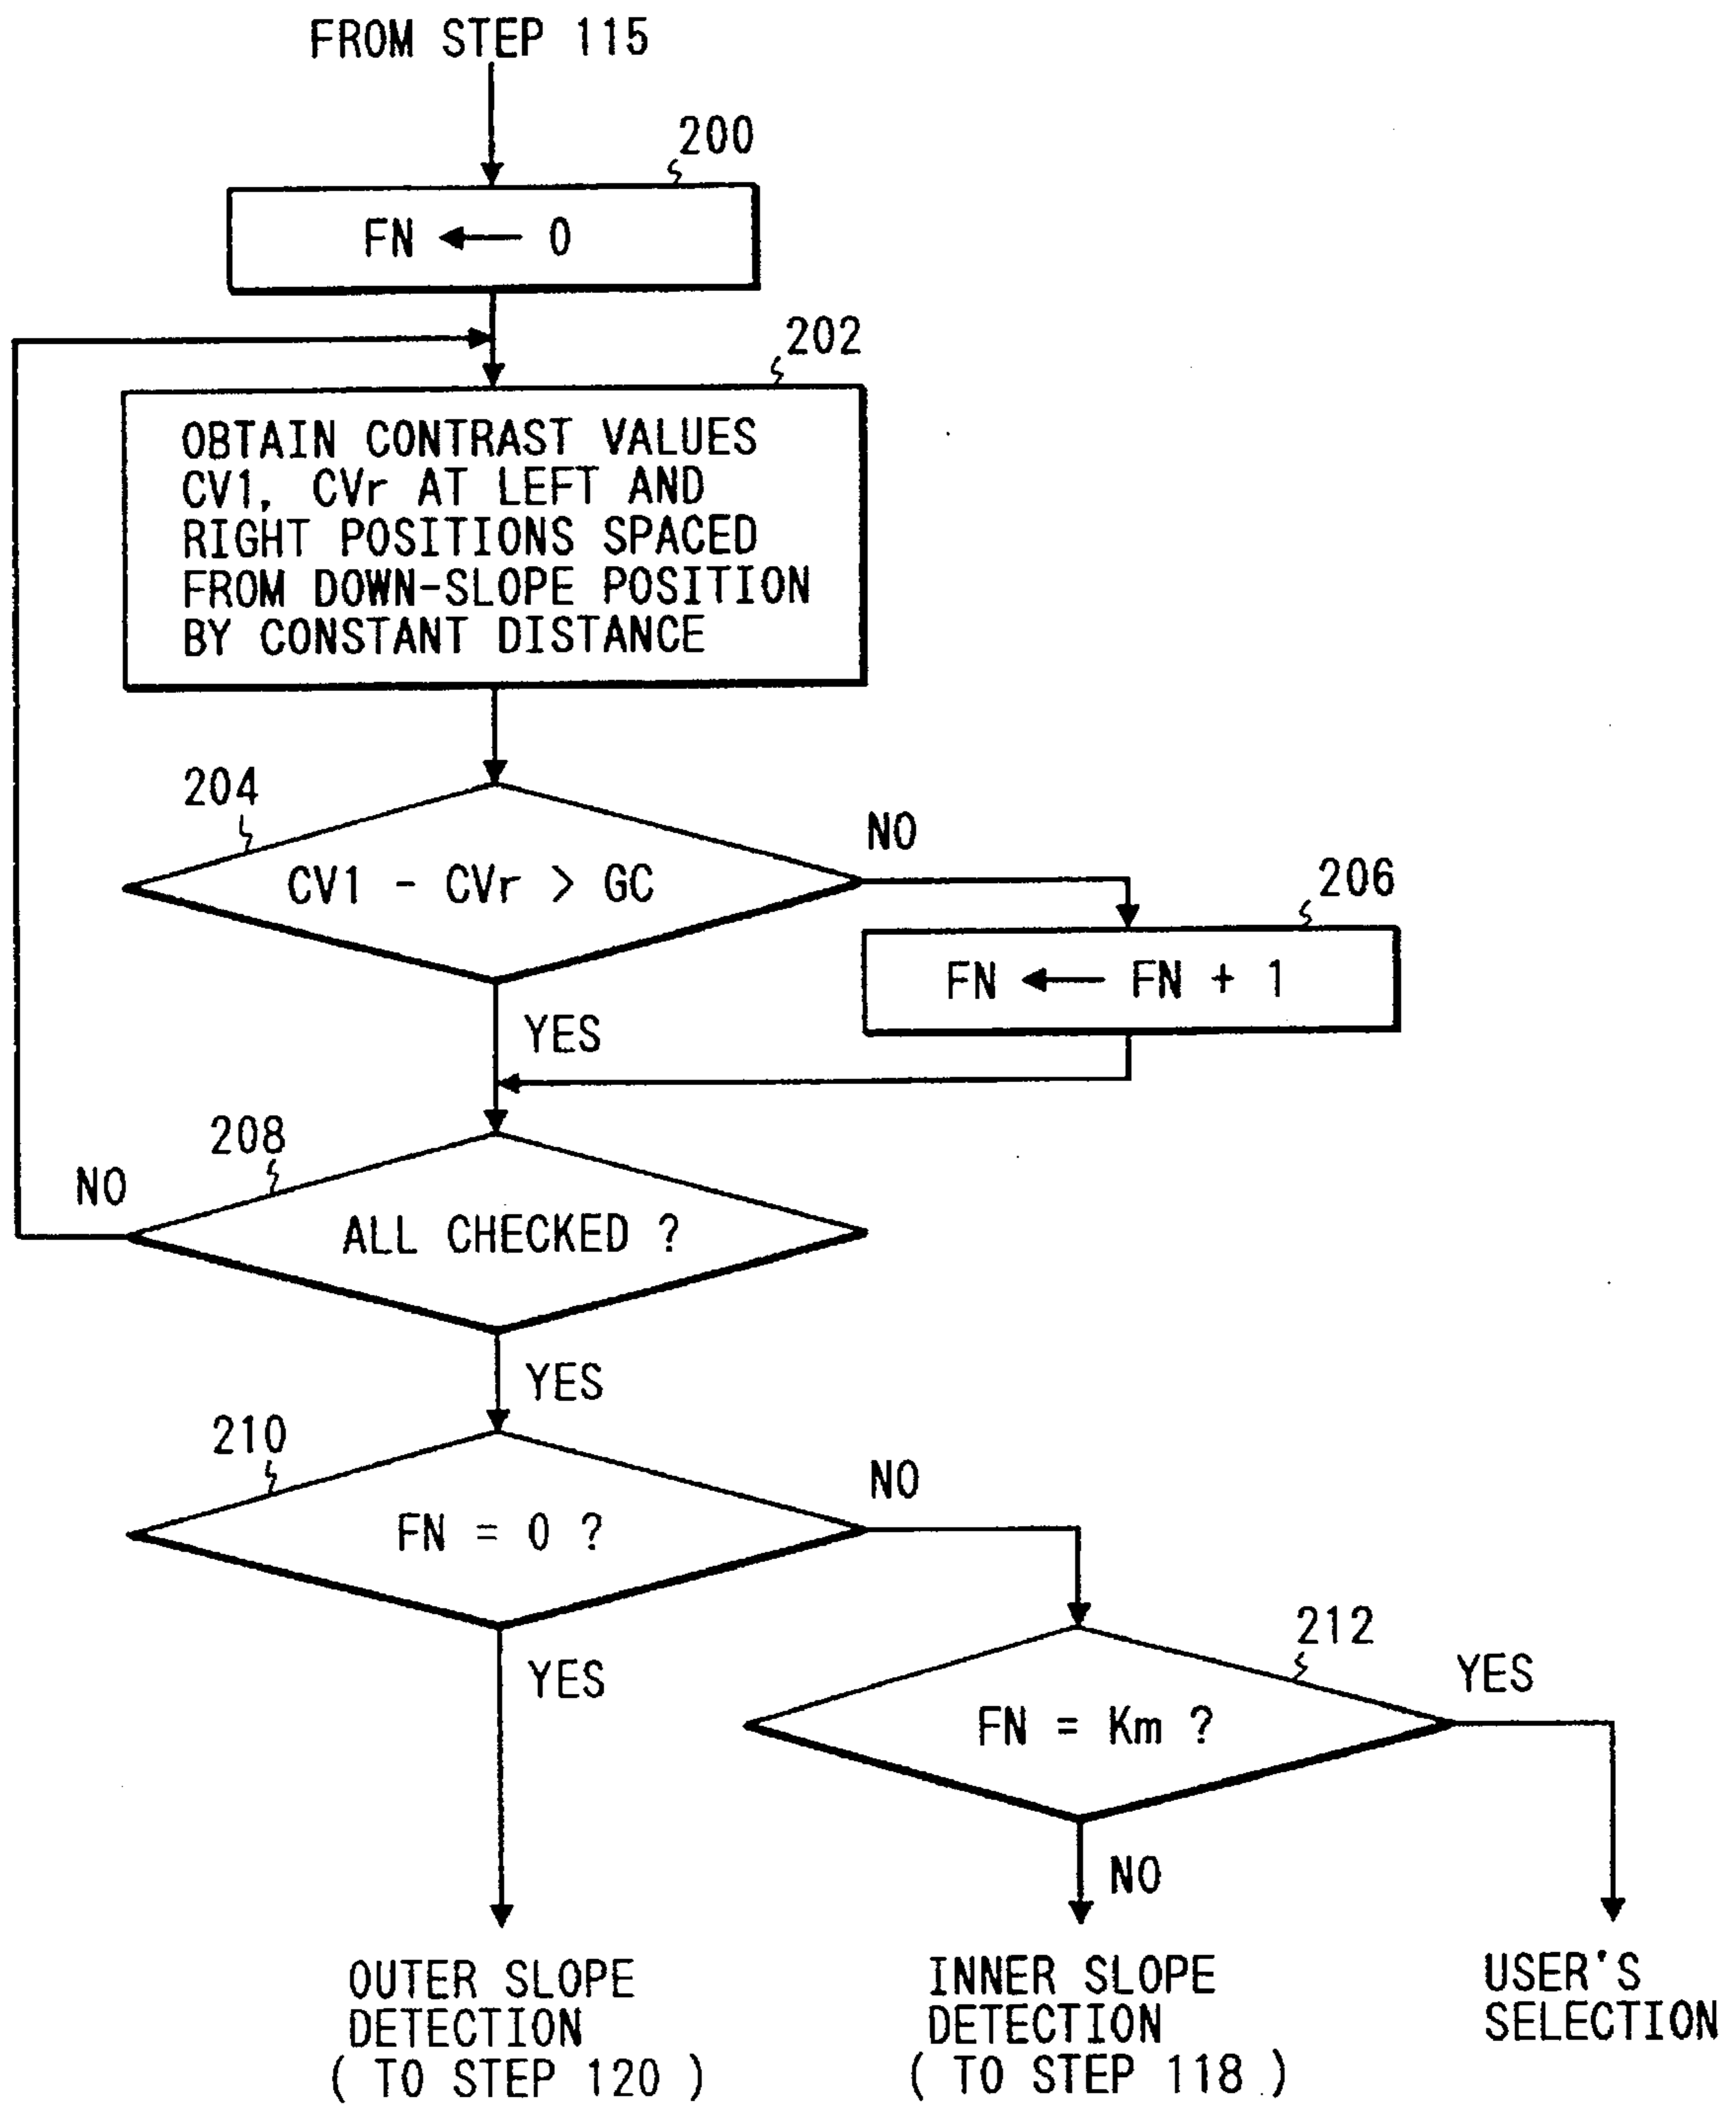 FROM STEP 115
200
FN ← 0
202
OBTAIN CONTRAST VALUES
CV1, CVr AT LEFT AND
RIGHT POSITIONS SPACED
FROM DOWN-SLOPE POSITION
BY CONSTANT DISTANCE
204
CV1 - CVr > GC
NO
206
FN ← FN + 1
YES
208
NO
ALL CHECKED ?
YES
210
FN = 0 ?
NO
YES
212
FN = Km ?
YES
NO
OUTER SLOPE
DETECTION
( TO STEP 120 )
INNER SLOPE
DETECTION
( TO STEP 118 )
USER'S
SELECTION